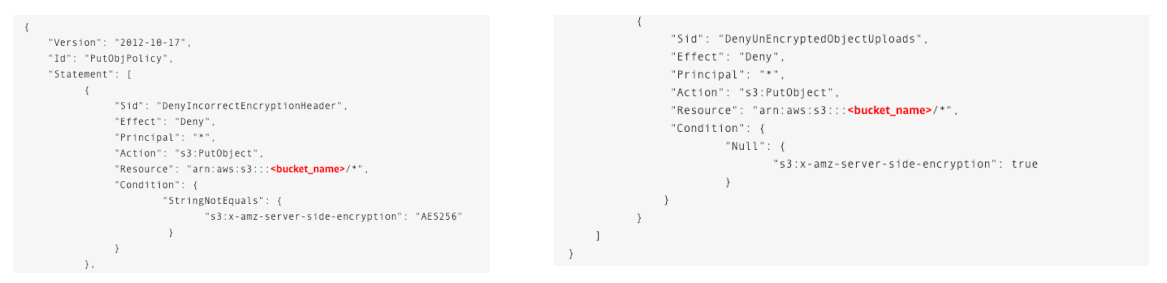 {
"Version": "2012-10-17",
"Id": "PutObjPolicy",
"Statement": [
{
"Sid": "DenyIncorrectEncryptionHeader",
"Effect": "Deny",
"Principal": "*",
"Action": "s3:PutObject",
"Resource": "arn:aws:s3:::<bucket_name>/*",
"Condition": {
"StringNotEquals": {
"s3:x-amz-server-side-encryption": "AES256"
}
}
},
{
"Sid": "DenyUnEncryptedObjectUploads",
"Effect": "Deny",
"Principal": "*",
"Action": "s3:PutObject",
"Resource": "arn:aws:s3:::<bucket_name>/*",
"Condition": {
"Null": {
"s3:x-amz-server-side-encryption": true
}
}
}
]
}